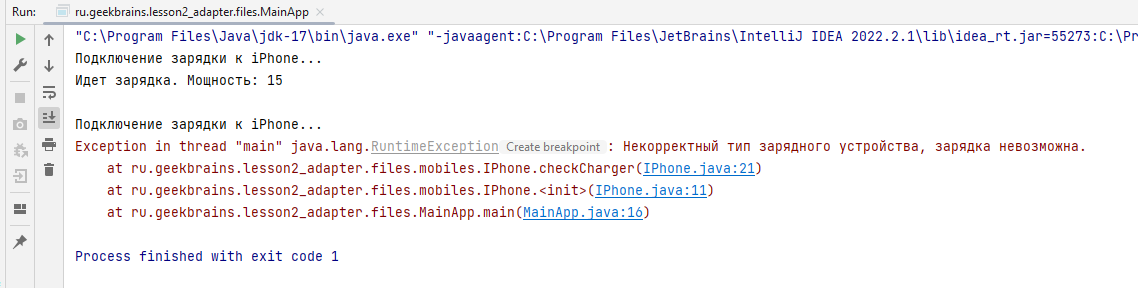 Run: ru.geekbrains.lesson2_adapter.files.MainApp ×
"C:\Program Files\Java\jdk-17\bin\java.exe" "-javaagent:C:\Program Files\JetBrains\IntelliJ IDEA 2022.2.1\lib\idea_rt.jar=55273:C:\Pr
Подключение зарядки к iPhone...
Идет зарядка. Мощность: 15
Подключение зарядки к iPhone...
Exception in thread "main" java.lang.RuntimeException Create breakpoint : Некорректный тип зарядного устройства, зарядка невозможна.
at ru.geekbrains.lesson2_adapter.files.mobiles.IPhone.checkCharger(IPhone.java:21)
at ru.geekbrains.lesson2_adapter.files.mobiles.IPhone.<init>(IPhone.java:11)
at ru.geekbrains.lesson2_adapter.files.MainApp.main(MainApp.java:16)
Process finished with exit code 1